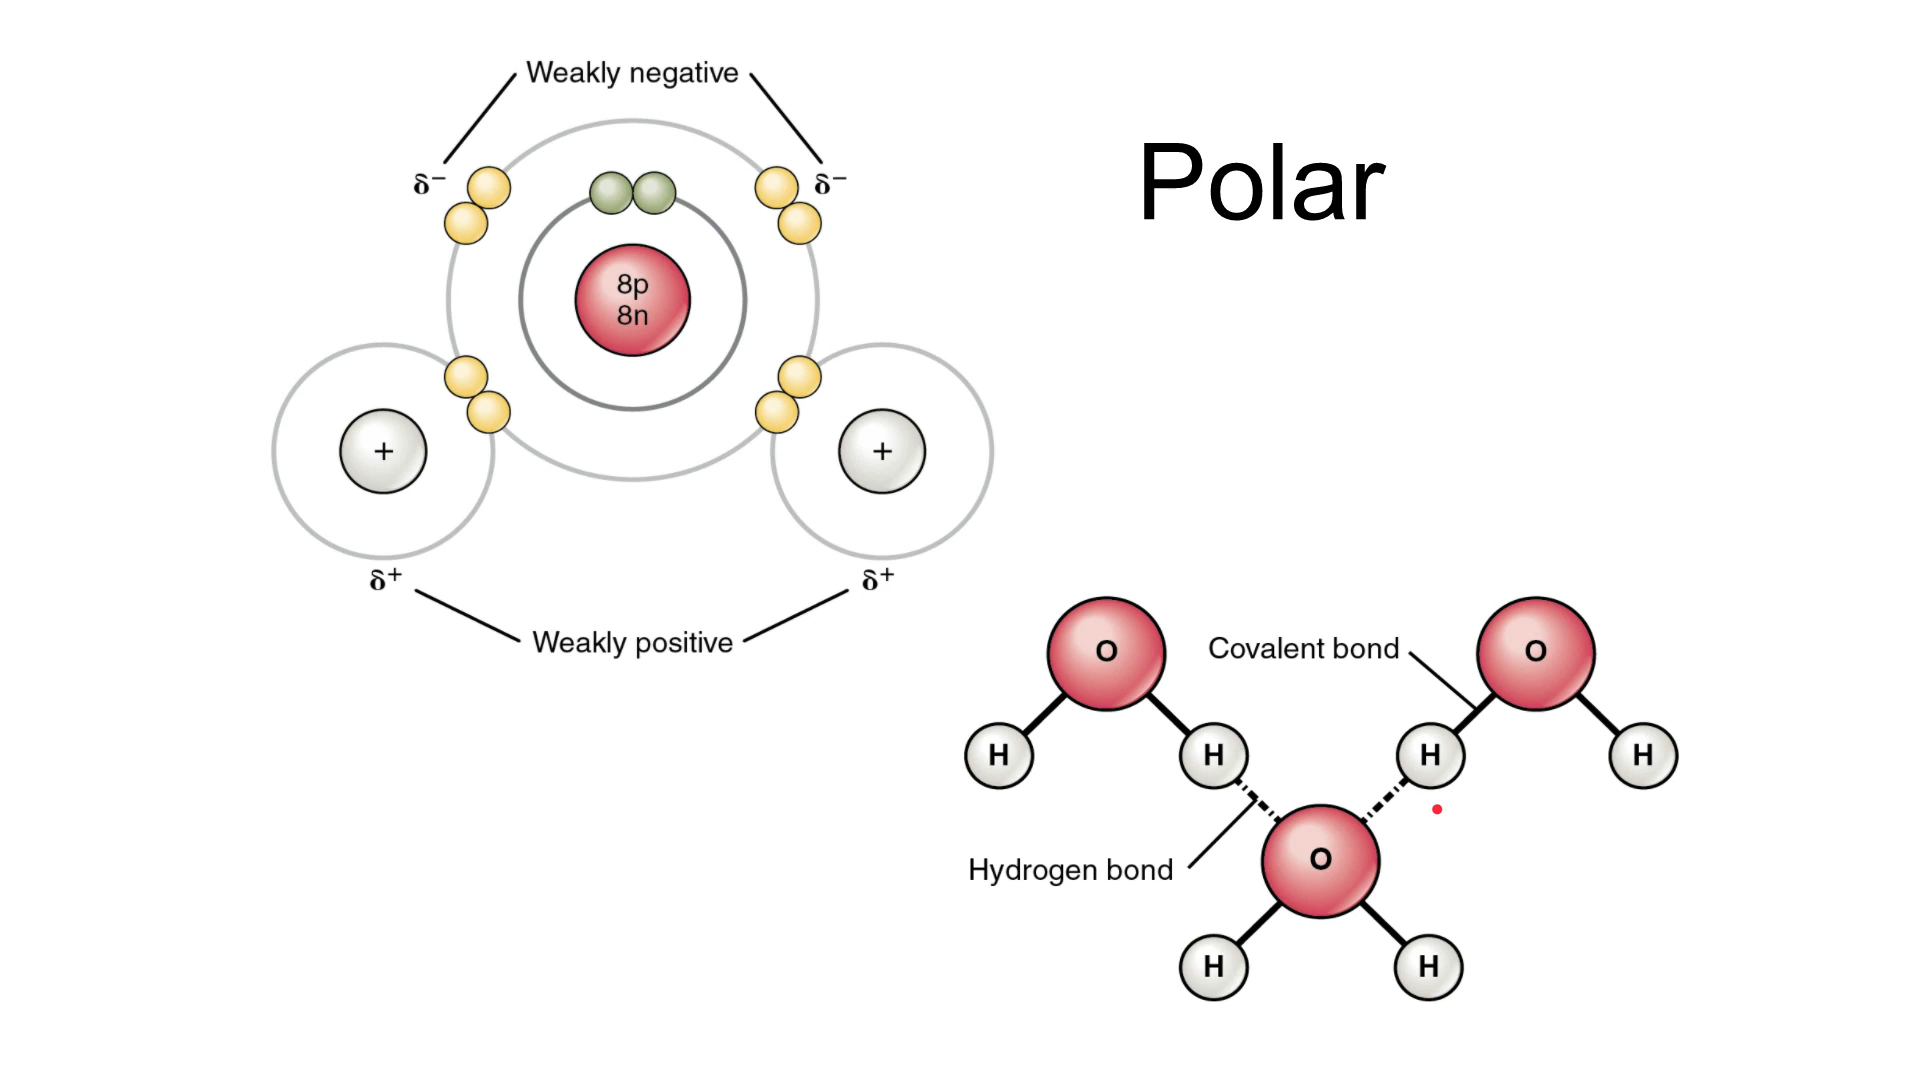 Weakly negative
Polar
δ−
δ−
8p
8n
+
+
δ+
δ+
Weakly positive
O
Covalent bond
O
H
H
H
H
O
Hydrogen bond
H
H